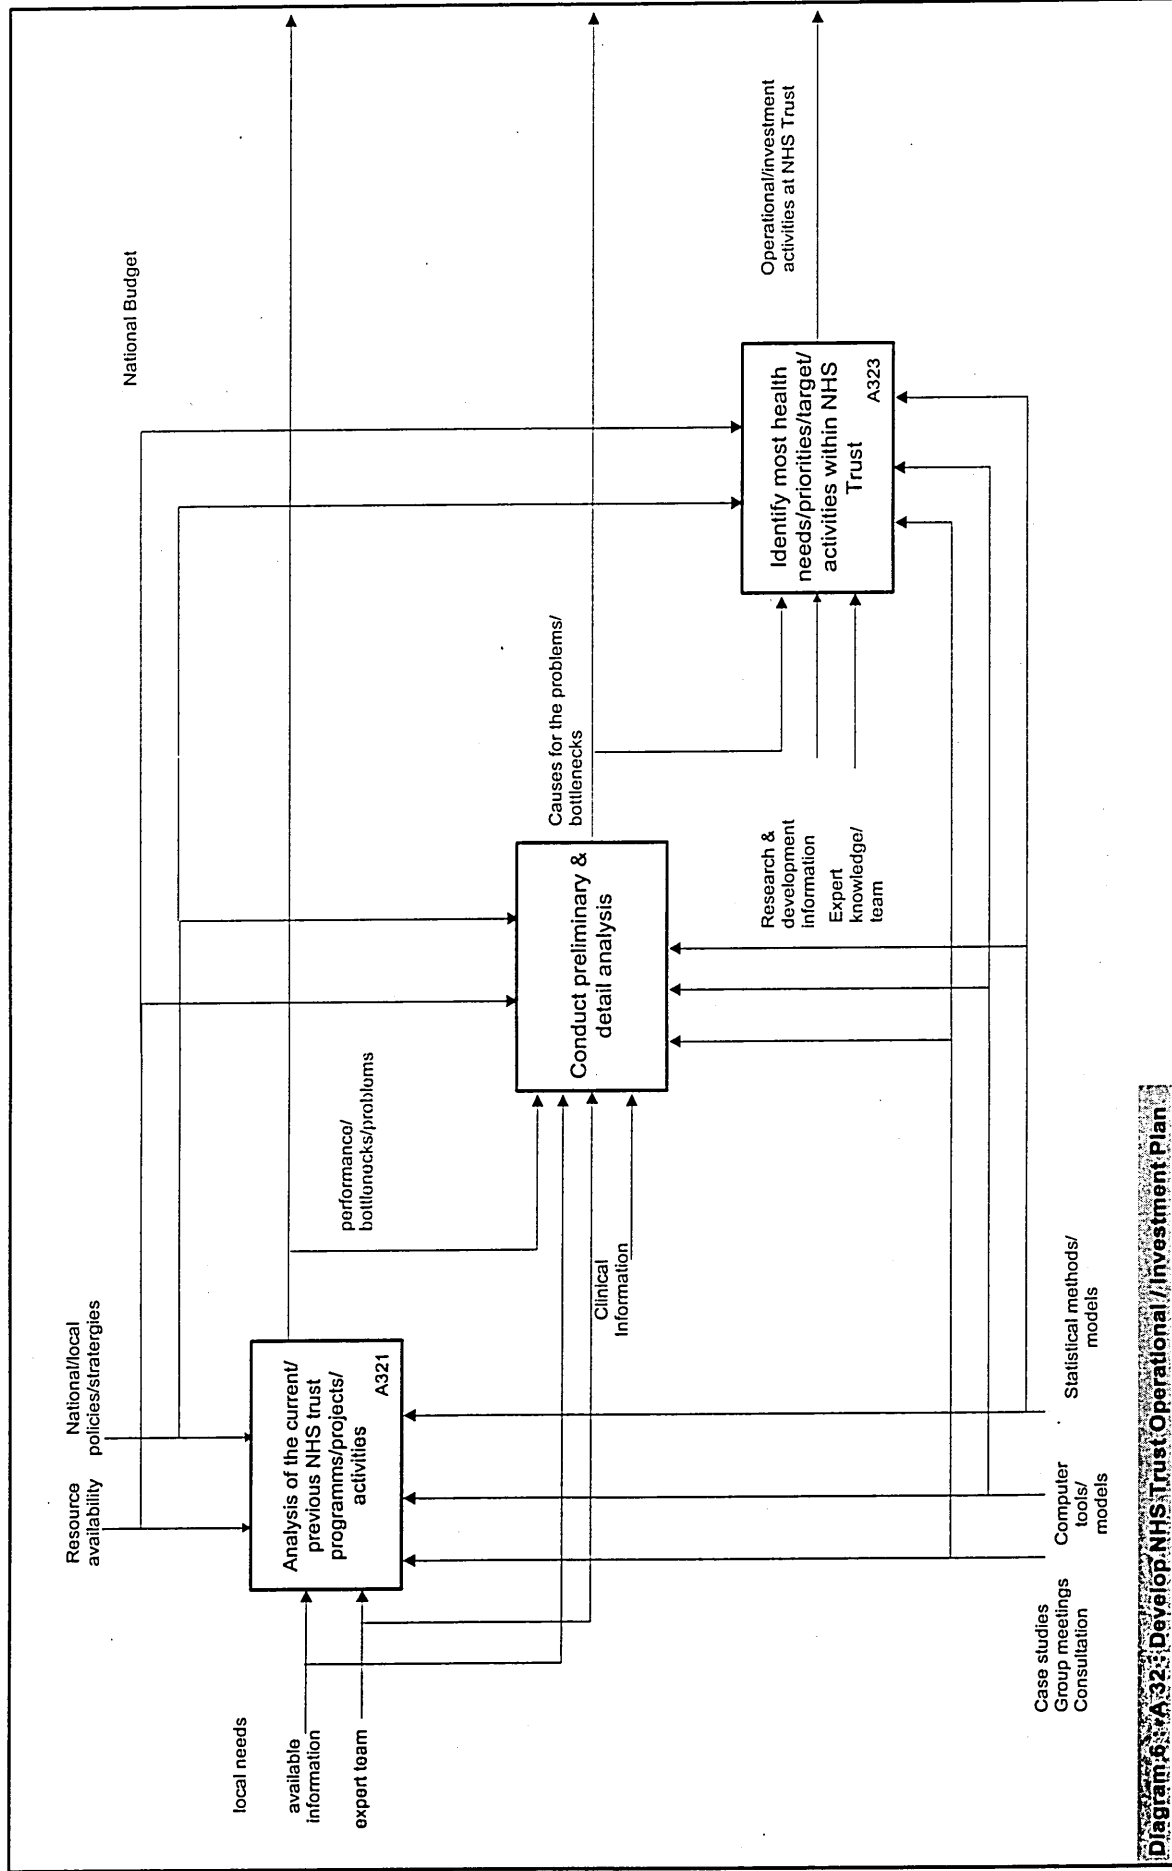 Resource
availability
National/local
policies/stratergies
National Budget
local needs
available
information
expert team
Analysis of the current/
previous NHS trust
programms/projects/
activities
A321
performance/
bottlenecks/problems
Clinical
Information
Conduct preliminary &
detail analysis
Causes for the problems/
bottlenecks
Research &
development
information
Expert
knowledge/
team
Identify most health
needs/priorities/target/
activities within NHS
Trust
A323
Operational/investment
activities at NHS Trust
Case studies
Group meetings
Consultation
Computer
tools/
models
Statistical methods/
models
Diagram 6 : A 32 : Develop NHS Trust Operational / Investment Plan